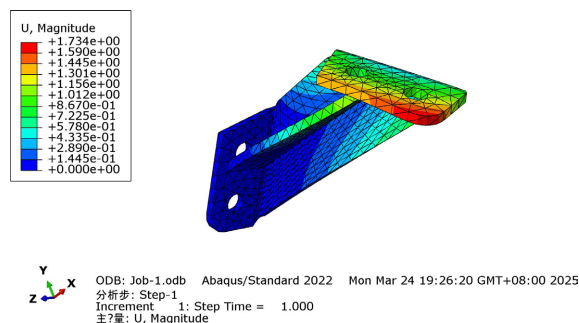 U, Magnitude
+1.734e+00
+1.590e+00
+1.445e+00
+1.301e+00
+1.156e+00
+1.012e+00
+8.670e-01
+7.225e-01
+5.780e-01
+4.335e-01
+2.890e-01
+1.445e-01
+0.000e+00
Y
X
Z
ODB: Job-1.odb Abaqus/Standard 2022 Mon Mar 24 19:26:20 GMT+08:00 2025
分析步: Step-1
Increment 1: Step Time = 1.000
主?量: U, Magnitude